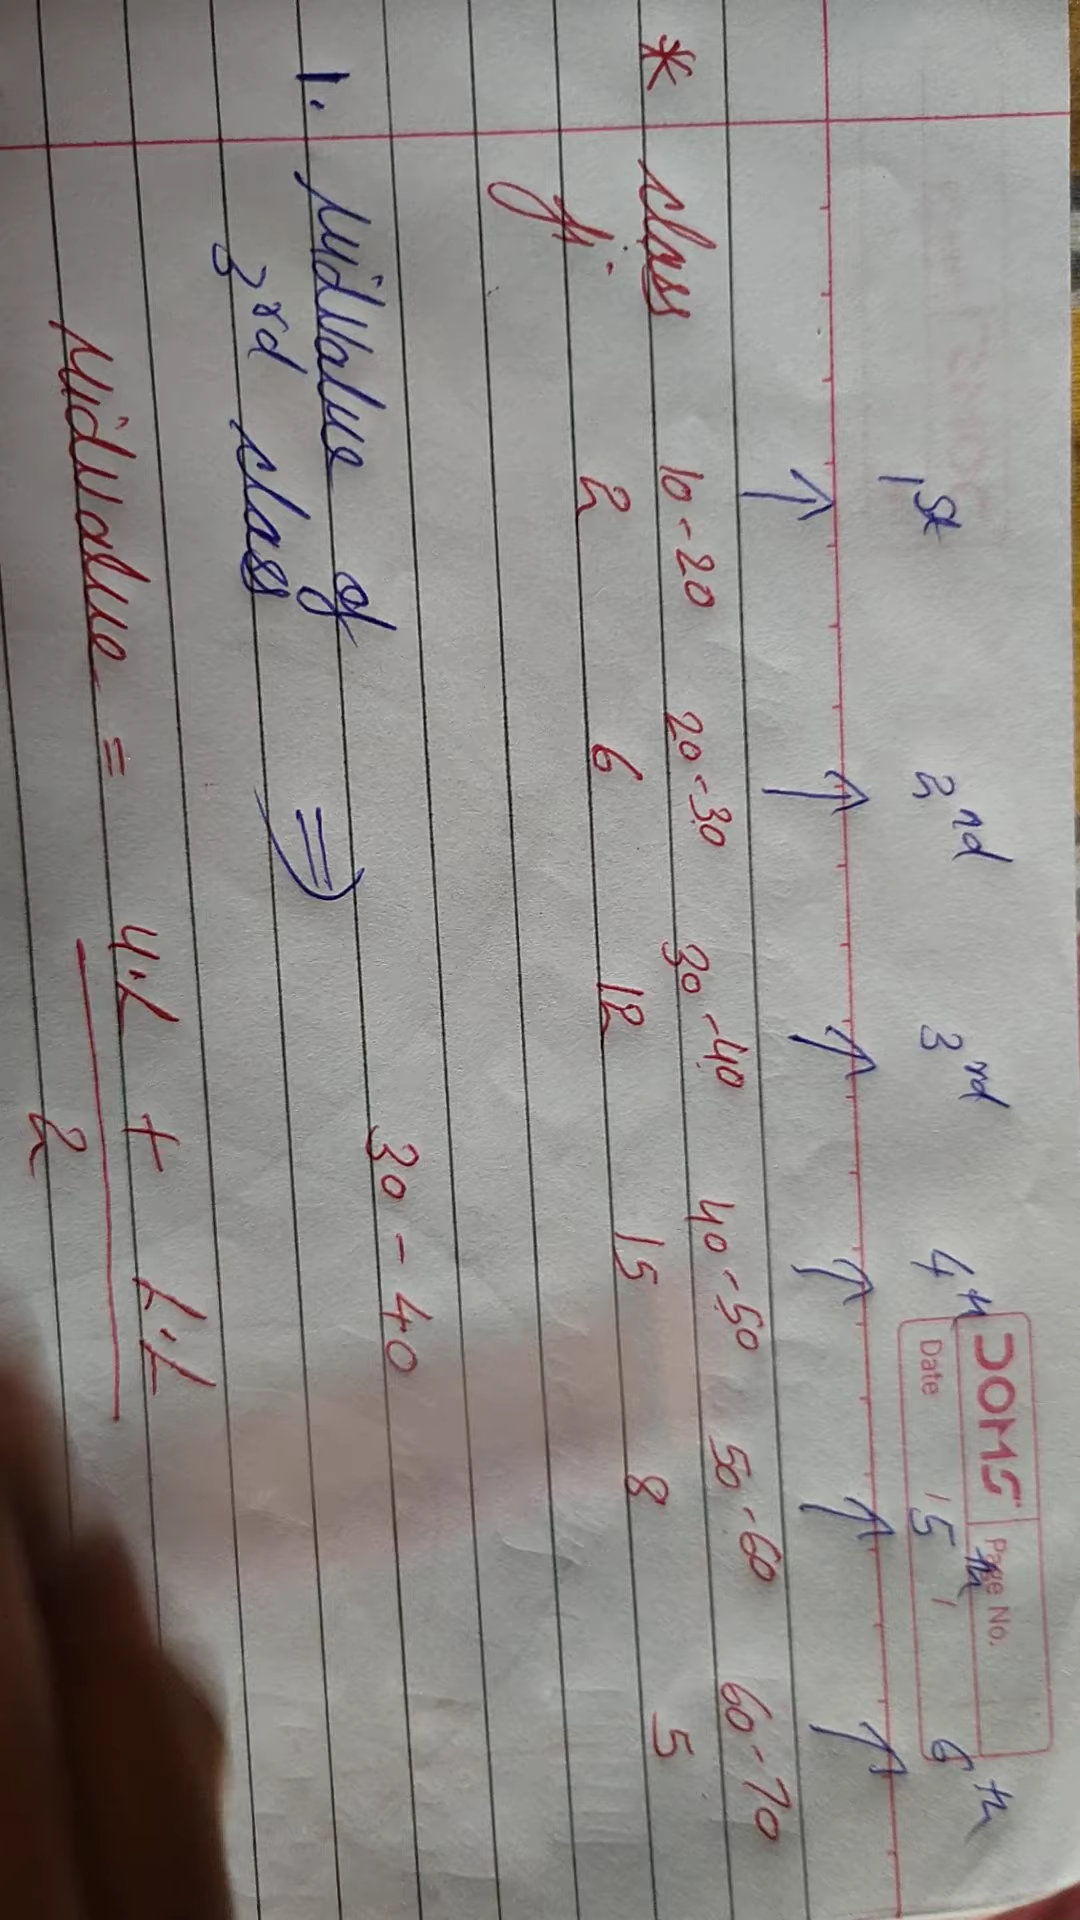 DOMS Page No.
Date
1st 2nd 3rd 4th 5th 6th
* class 10-20 20-30 30-40 40-50 50-60 60-70
fi 2 6 12 15 8 5
1. Midvalue of 30-40
3rd class ⇒
Midvalue = U.L + L.L
2